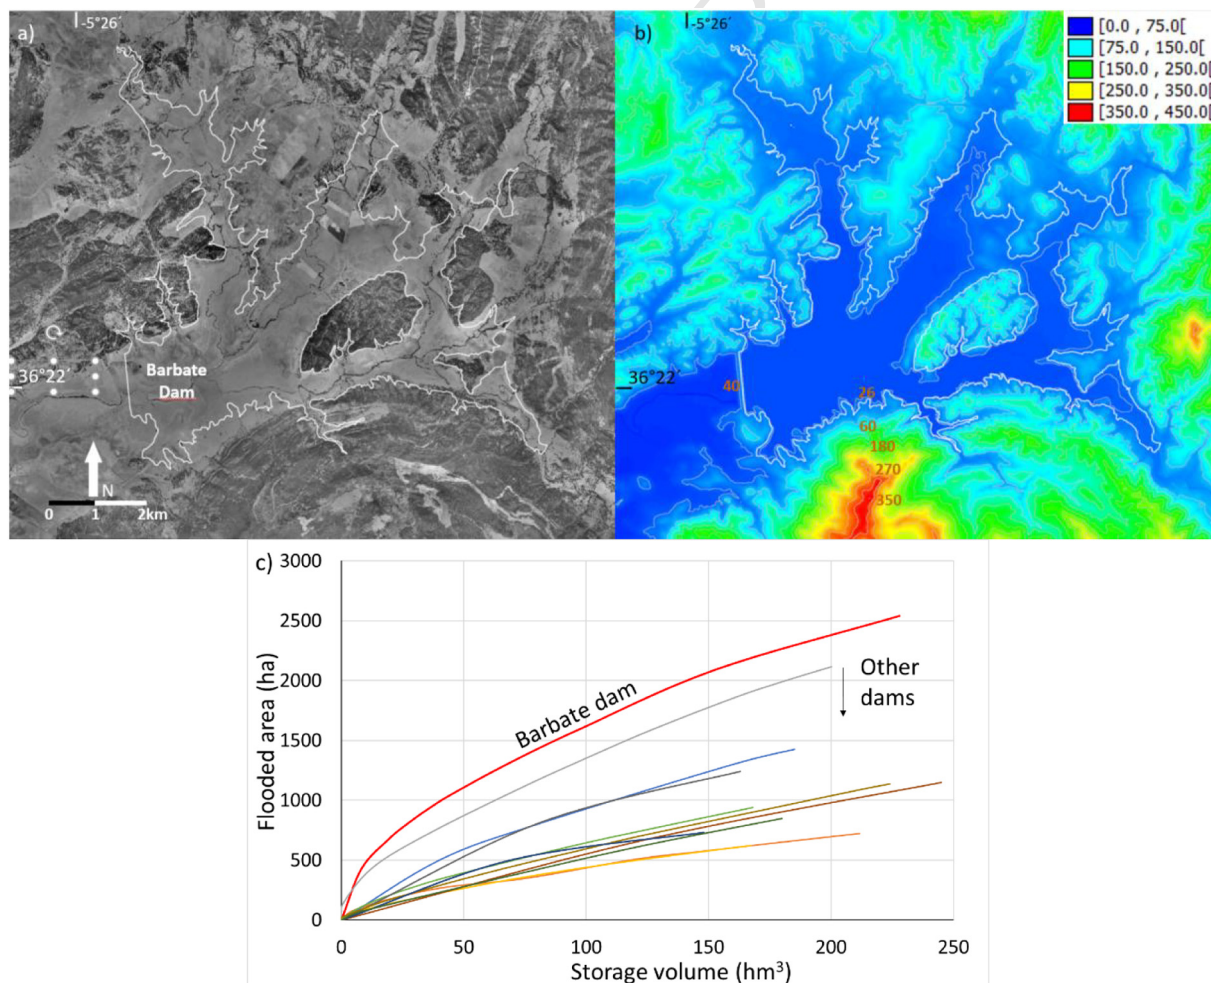 a)
-5°26´
36°22´
Barbate
Dam
N
0 1 2km
b)
-5°26´
[0.0 , 75.0[
[75.0 , 150.0[
[150.0 , 250.0[
[250.0 , 350.0[
[350.0 , 450.0[
36°22´
40
26
60
180
270
350
c)
3000
2500
2000
1500
1000
500
0
Flooded area (ha)
Barbate dam
Other
dams
0 50 100 150 200 250
Storage volume (hm³)